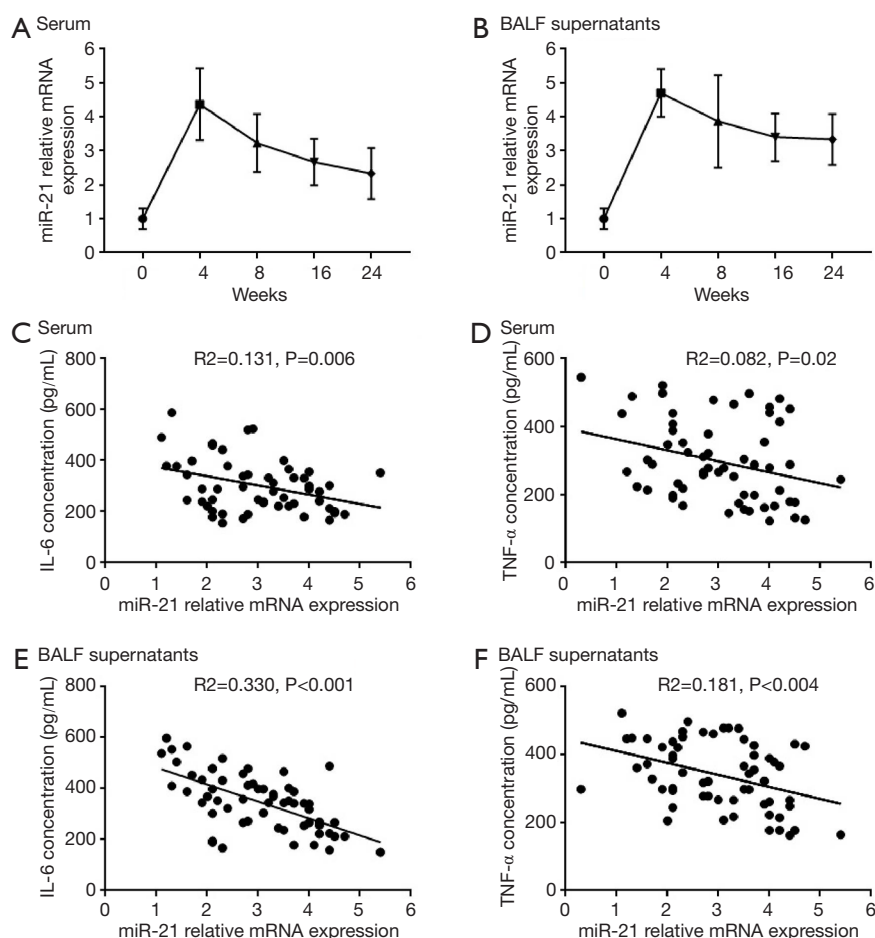 A Serum
miR-21 relative mRNA
expression
6
5
4
3
2
1
0
0 4 8 16 24
Weeks
B BALF supernatants
miR-21 relative mRNA
expression
6
5
4
3
2
1
0
0 4 8 16 24
Weeks
C Serum
R2=0.131, P=0.006
IL-6 concentration (pg/mL)
800
600
400
200
0
0 1 2 3 4 5 6
miR-21 relative mRNA expression
D Serum
R2=0.082, P=0.02
TNF-α concentration (pg/mL)
600
400
200
0
0 1 2 3 4 5 6
miR-21 relative mRNA expression
E BALF supernatants
R2=0.330, P<0.001
IL-6 concentration (pg/mL)
800
600
400
200
0
0 1 2 3 4 5 6
miR-21 relative mRNA expression
F BALF supernatants
R2=0.181, P<0.004
TNF-α concentration (pg/mL)
600
400
200
0
0 1 2 3 4 5 6
miR-21 relative mRNA expression